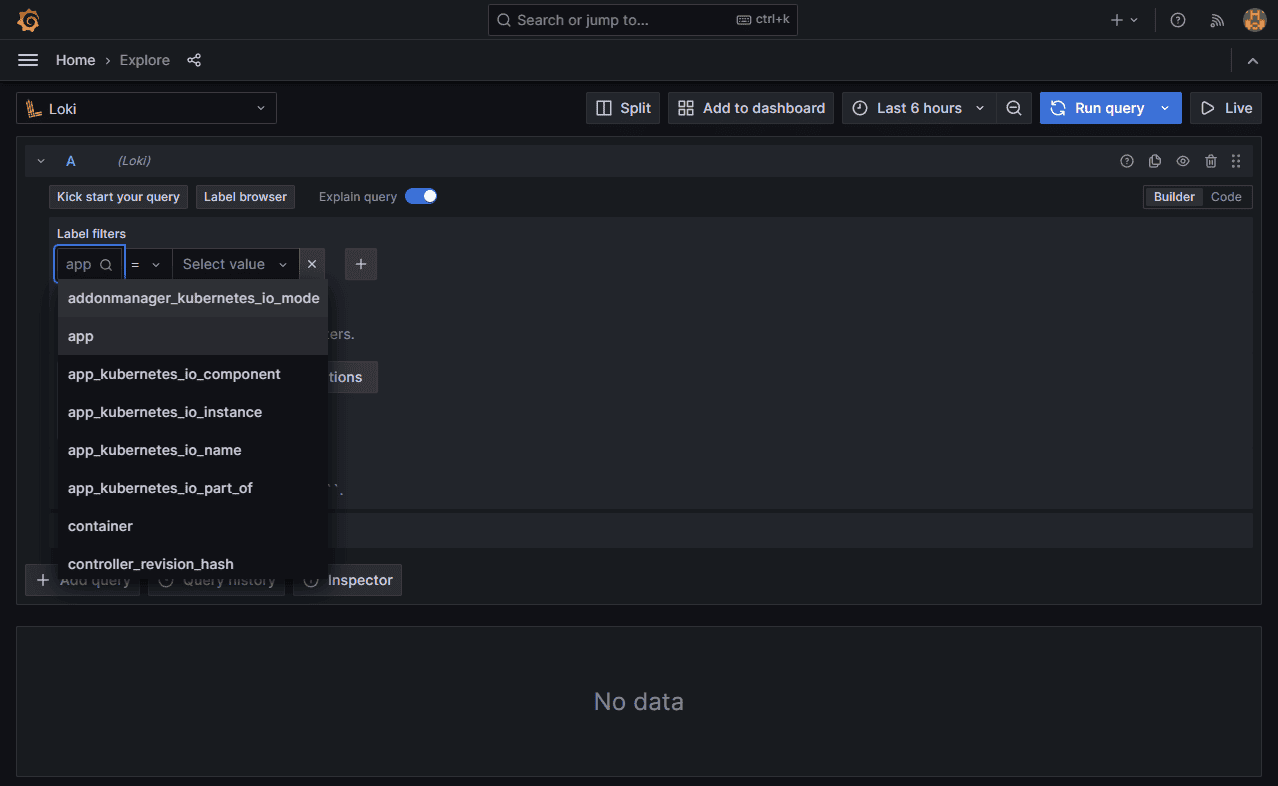 Search or jump to... ctrl+k
Home › Explore
Loki Split Add to dashboard Last 6 hours Run query Live
A (Loki)
Kick start your query Label browser Explain query Builder Code
Label filters
app = Select value
addonmanager_kubernetes_io_mode
app
ters.
app_kubernetes_io_component
tions
app_kubernetes_io_instance
app_kubernetes_io_name
app_kubernetes_io_part_of
``.
container
controller_revision_hash
Add query Query history Inspector
No data